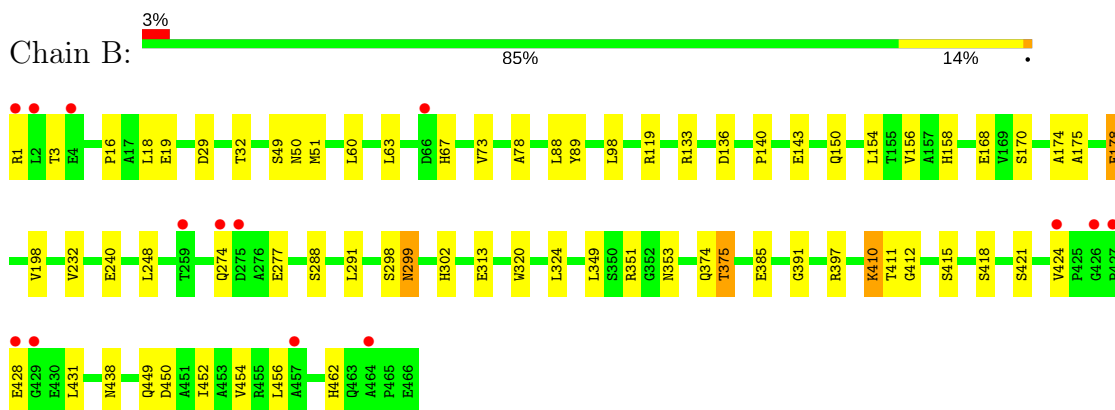 3%
Chain B:
85% 14% •
R1 L2 T3 E4 P16 A17 L18 E19 D29 T32 S49 N50 M51 L60 L63 D66 H67 V73 A78 L88 Y89 L98 R119 R133 D136 P140 E143 Q150 L154 T155 V156 A157 H158 E168 V169 S170 A174 A175
V198 V232 E240 L248 T259 Q274 D275 A276 E277 S288 L291 S298 N299 H302 E313 W320 L324 L349 S350 R351 G352 N353 Q374 T375 E385 G391 R397 K410 T411 G412 S415 S418 S421 V424 P425 G426
E428 G429 E430 L431 N438 Q449 D450 A451 I452 A453 V454 R455 L456 A457 H462 Q463 A464 P465 E466